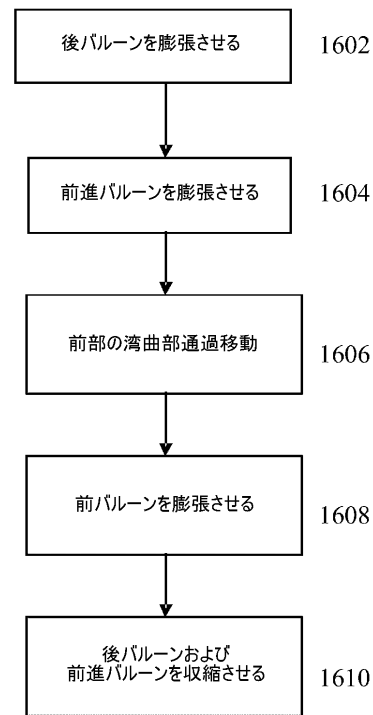 後バルーンを膨張させる
1602
前進バルーンを膨張させる
1604
前部の湾曲部通過移動
1606
前バルーンを膨張させる
1608
後バルーンおよび
前進バルーンを収縮させる
1610